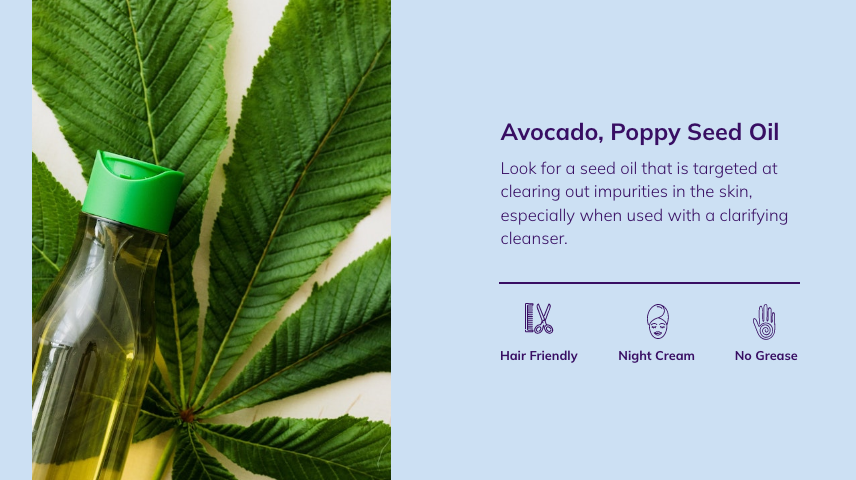 Avocado, Poppy Seed Oil
Look for a seed oil that is targeted at
clearing out impurities in the skin,
especially when used with a clarifying
cleanser.
Hair Friendly
Night Cream
No Grease